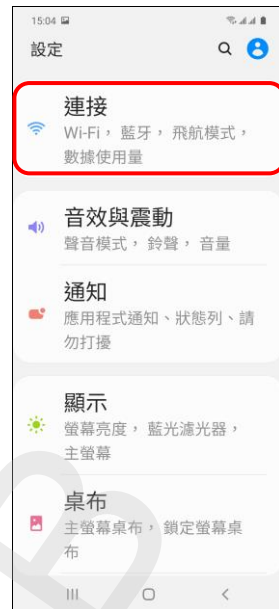 15:04
設定
連接
Wi-Fi， 藍牙， 飛航模式，
數據使用量
音效與震動
聲音模式， 鈴聲， 音量
通知
應用程式通知、狀態列、請
勿打擾
顯示
螢幕亮度， 藍光濾光器，
主螢幕
桌布
主螢幕桌布， 鎖定螢幕桌
布